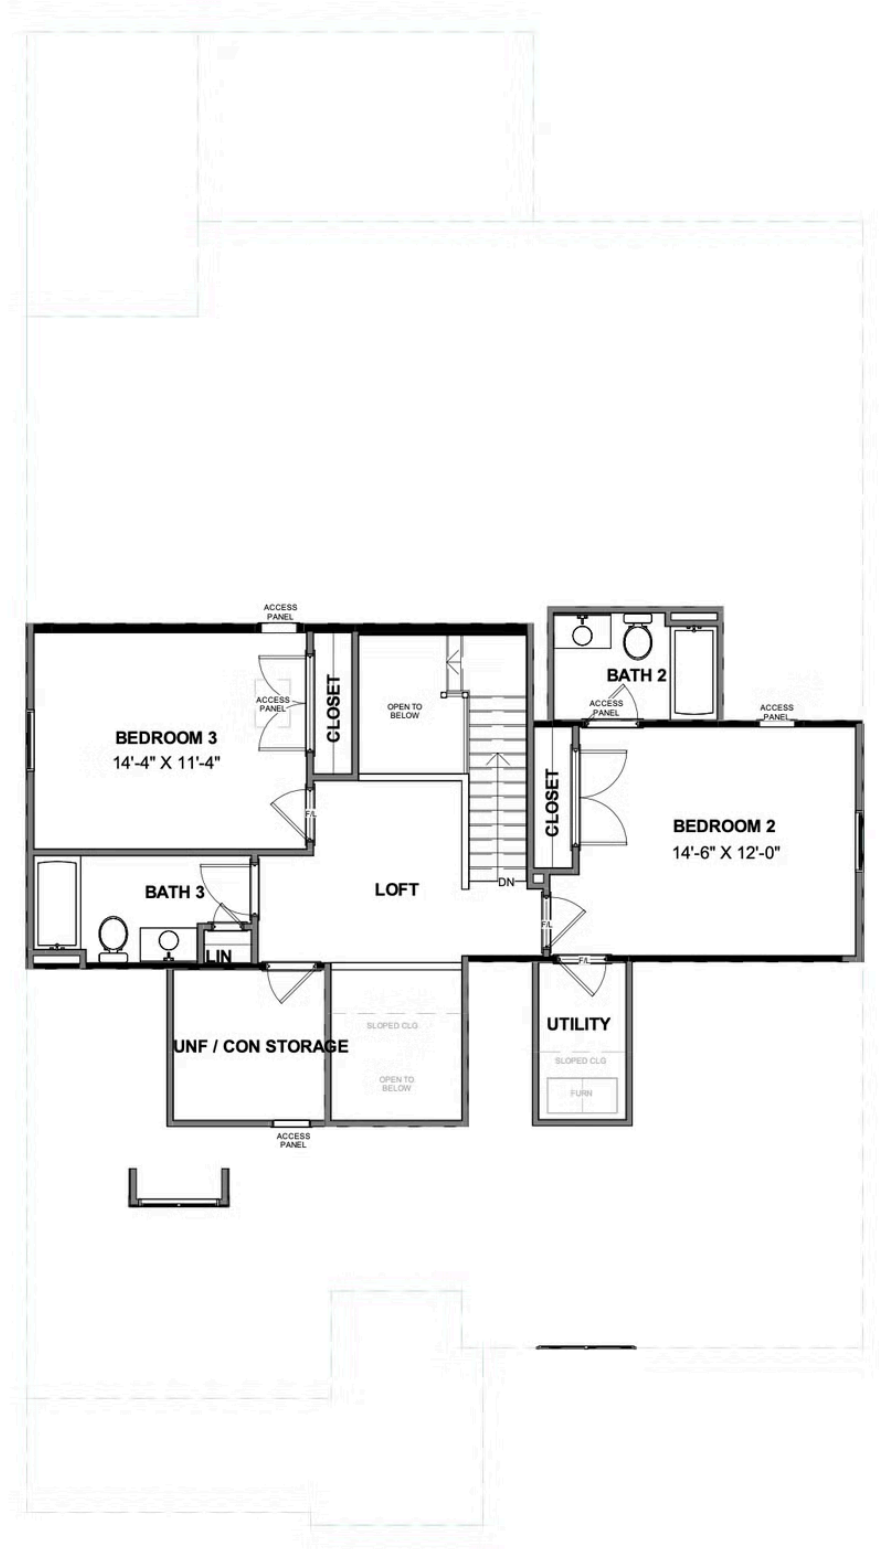 ACCESS
PANEL
CLOSET
ACCESS
PANEL
OPEN TO
BELOW
BEDROOM 3
14'-4" X 11'-4"
F/L
BATH 2
ACCESS
PANEL
ACCESS
PANEL
CLOSET
BEDROOM 2
14'-6" X 12'-0"
BATH 3
LOFT
DN
F/L
LIN
F/L
UNF / CON STORAGE
SLOPED CLG
OPEN TO
BELOW
UTILITY
SLOPED CLG
FURN
ACCESS
PANEL